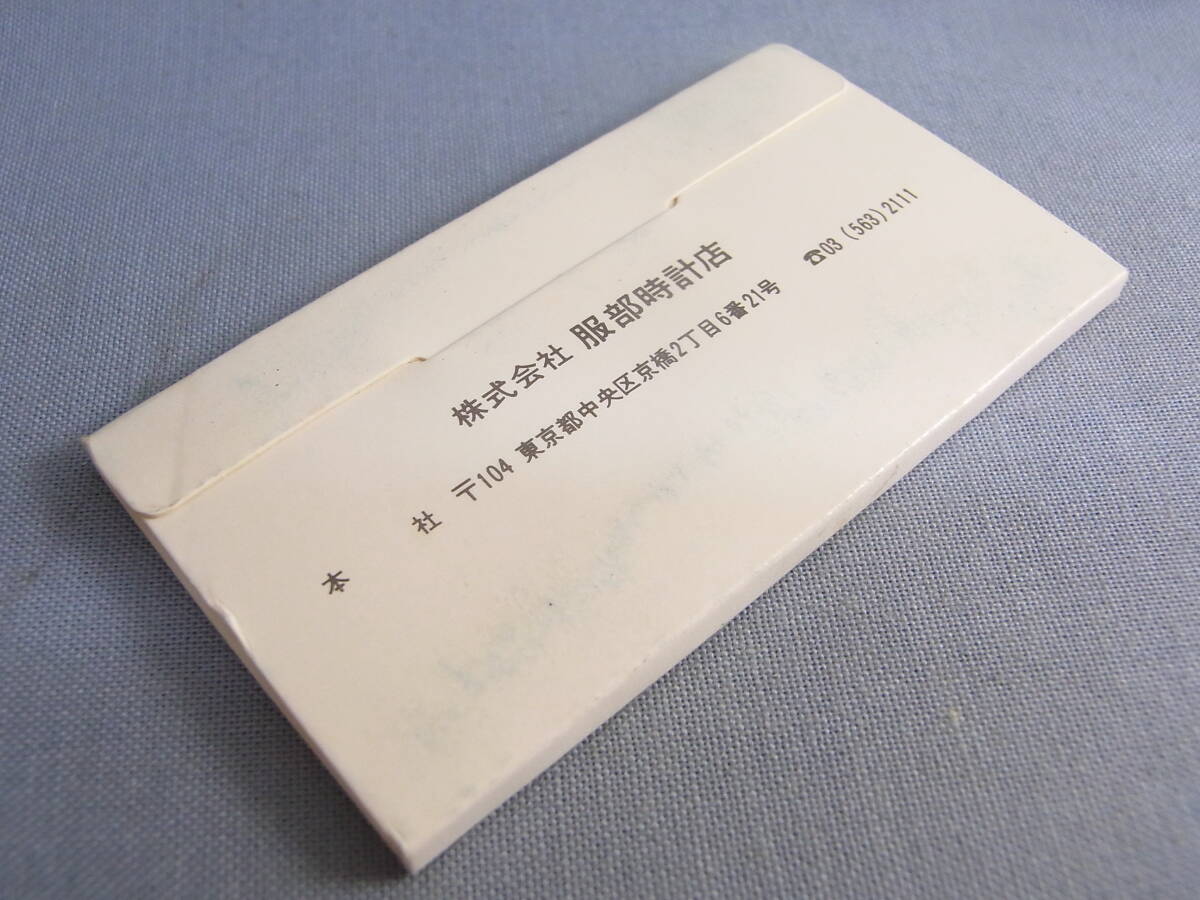 株式会社 服部時計店
本 社 〒104 東京都中央区京橋2丁目6番21号 ☎03 (563) 2111